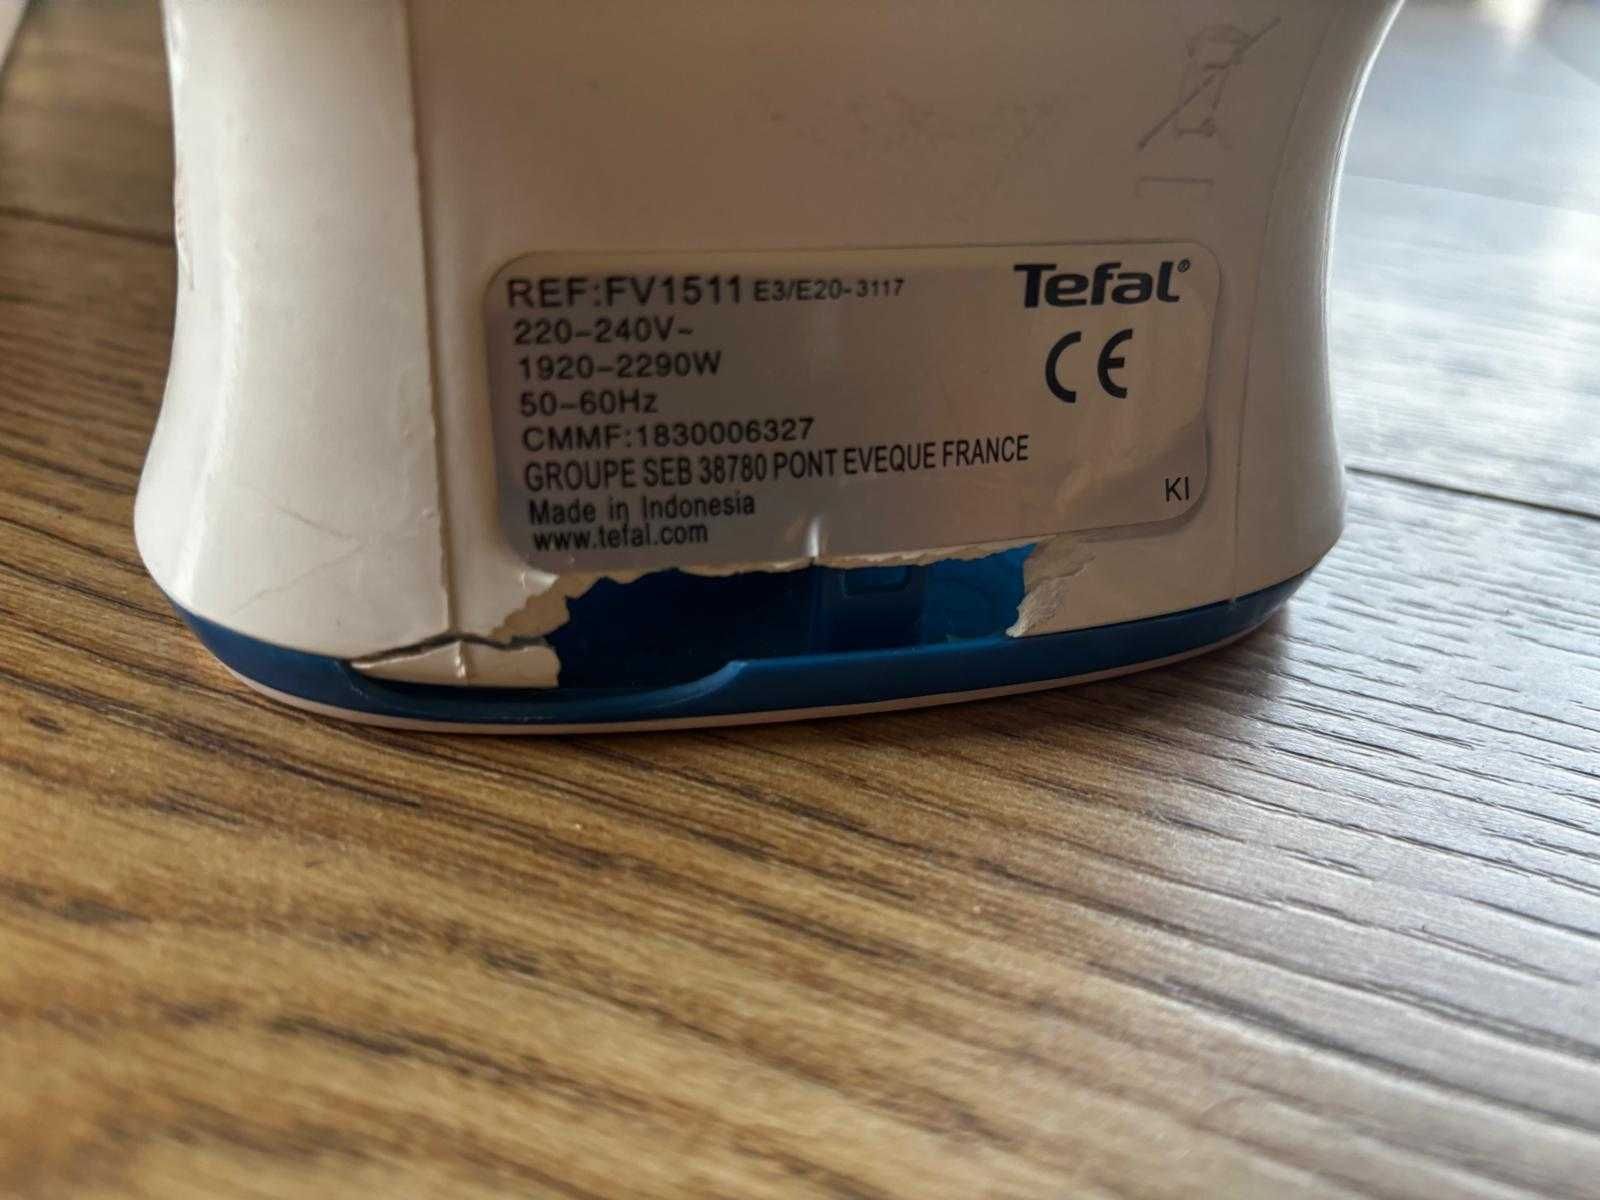 REF:FV1511 E3/E20-3117
Tefal®
220-240V~
1920-2290W
CE
50-60Hz
CMMF:1830006327
GROUPE SEB 38780 PONT EVEQUE FRANCE
Made in Indonesia
KI
www.tefal.com